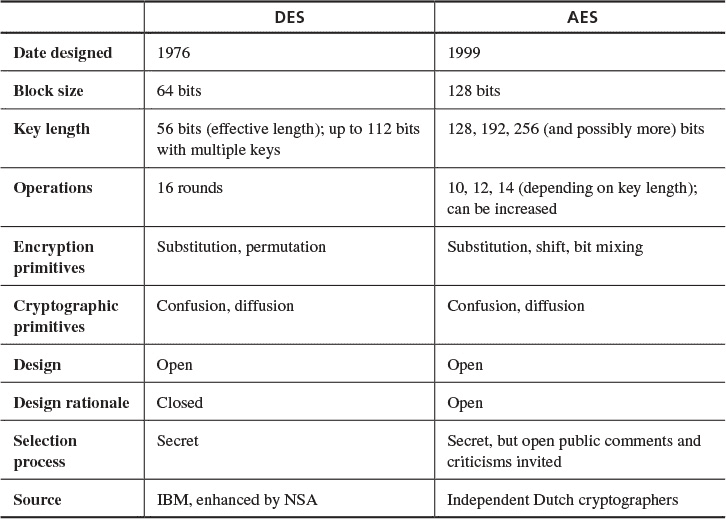 DES AES
Date designed 1976 1999
Block size 64 bits 128 bits
Key length 56 bits (effective length); up to 112 bits 128, 192, 256 (and possibly more) bits
with multiple keys
Operations 16 rounds 10, 12, 14 (depending on key length);
can be increased
Encryption Substitution, permutation Substitution, shift, bit mixing
primitives
Cryptographic Confusion, diffusion Confusion, diffusion
primitives
Design Open Open
Design rationale Closed Open
Selection Secret Secret, but open public comments and
process criticisms invited
Source IBM, enhanced by NSA Independent Dutch cryptographers